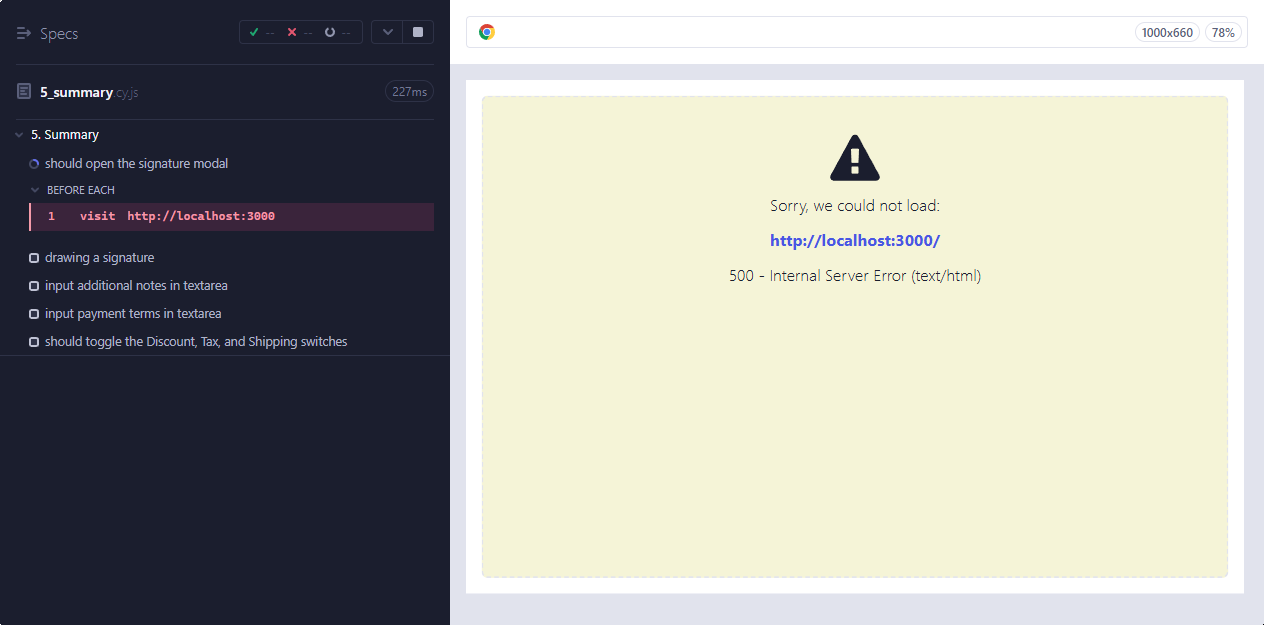 Specs
-- -- --
5_summary.cy.js 227ms
5. Summary
should open the signature modal
BEFORE EACH
1 visit http://localhost:3000
drawing a signature
input additional notes in textarea
input payment terms in textarea
should toggle the Discount, Tax, and Shipping switches
1000x660 78%
Sorry, we could not load:
http://localhost:3000/
500 - Internal Server Error (text/html)